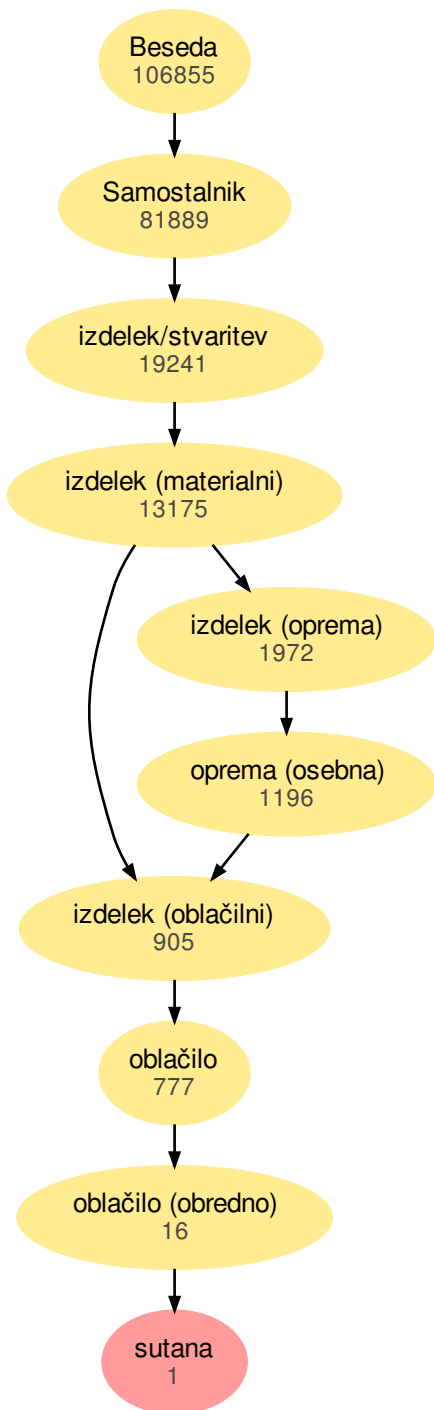 Beseda
106855
Samostalnik
81889
izdelek/stvaritev
19241
izdelek (materialni)
13175
izdelek (oprema)
1972
oprema (osebna)
1196
izdelek (oblačilni)
905
oblačilo
777
oblačilo (obredno)
16
sutana
1